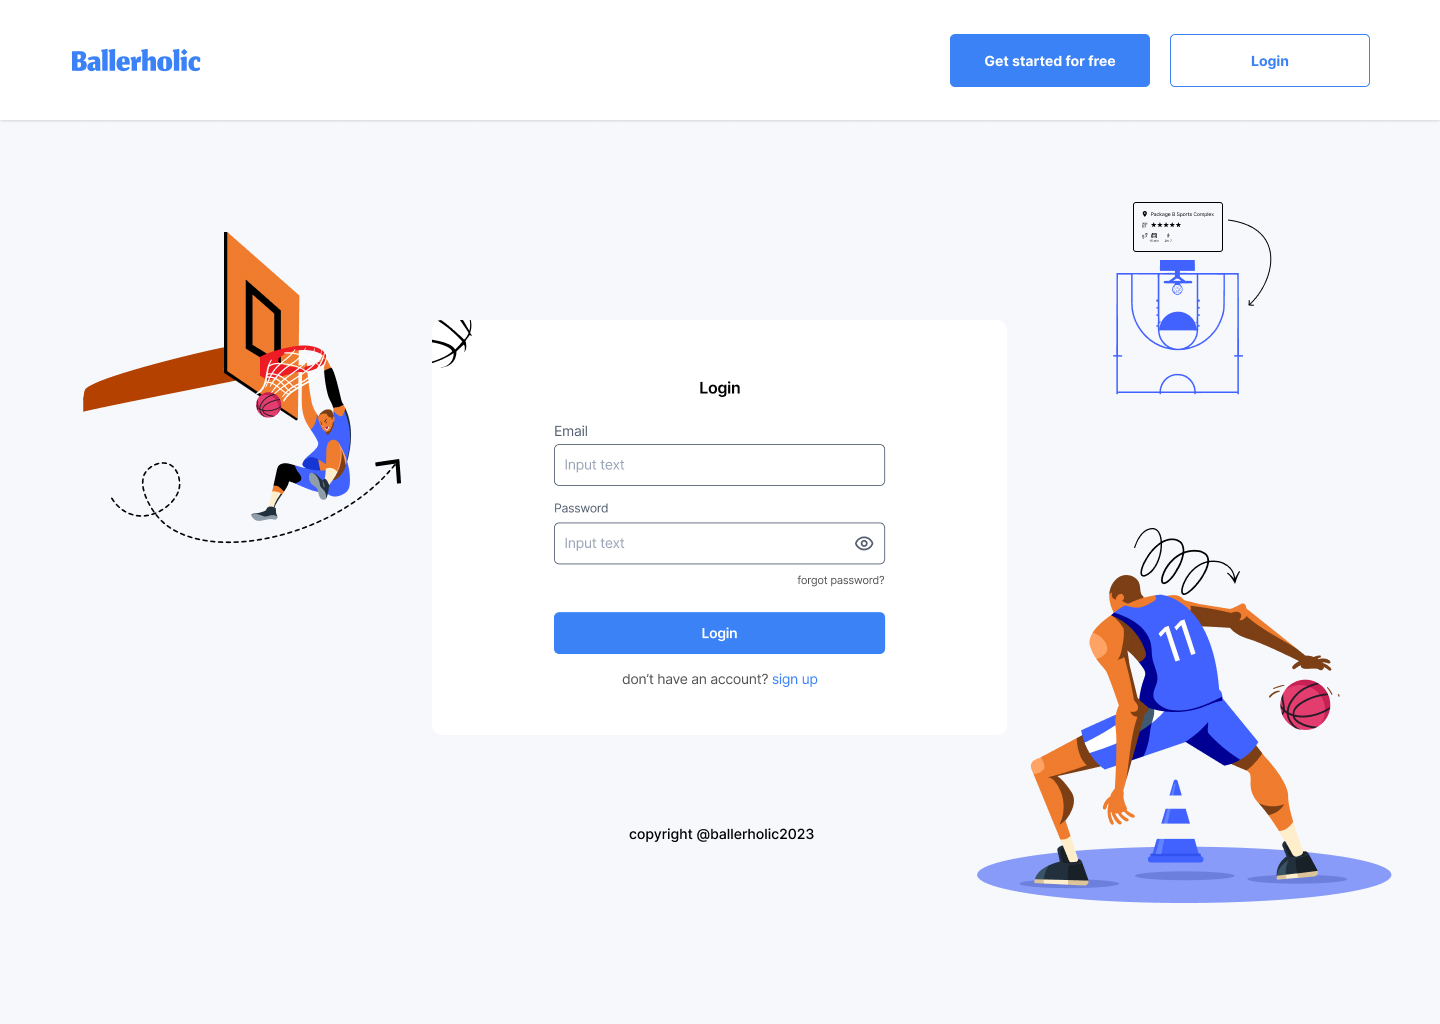 Ballerholic
Get started for free
Login
Package B Sports Complex
Login
Email
Input text
Password
Input text
forgot password?
Login
don't have an account? sign up
11
copyright @ballerholic2023